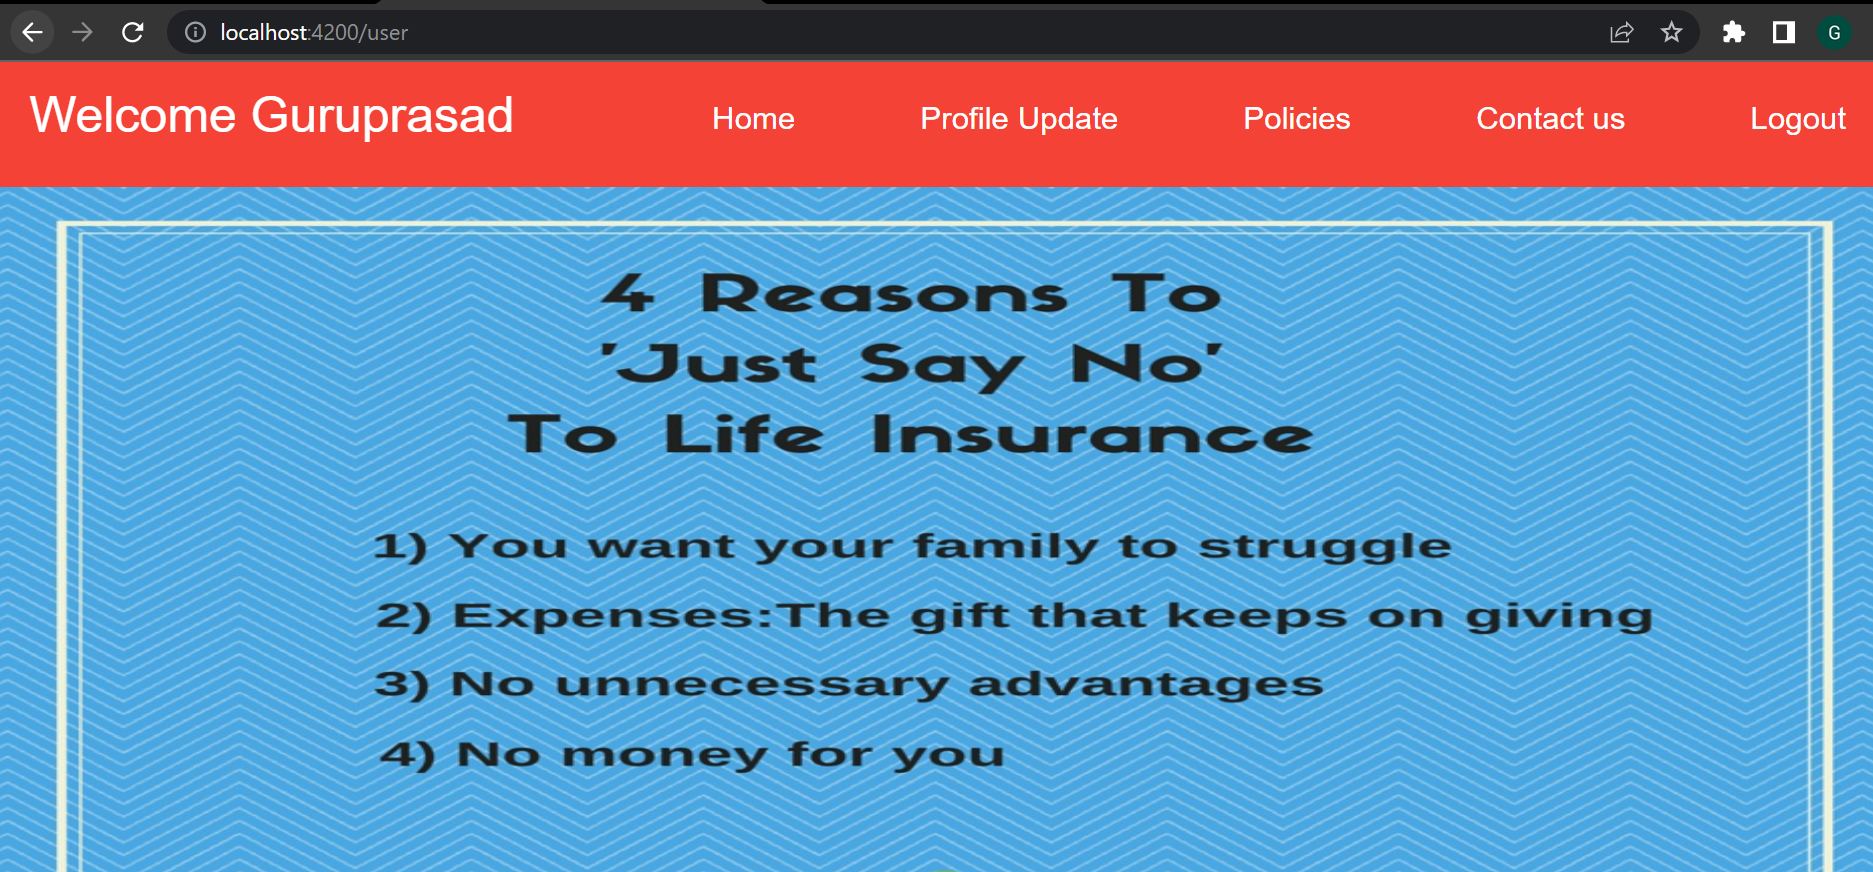 localhost:4200/user
G
Welcome Guruprasad
Home
Profile Update
Policies
Contact us
Logout
4 Reasons To
'Just Say No'
To Life Insurance
1) You want your family to struggle
2) Expenses:The gift that keeps on giving
3) No unnecessary advantages
4) No money for you